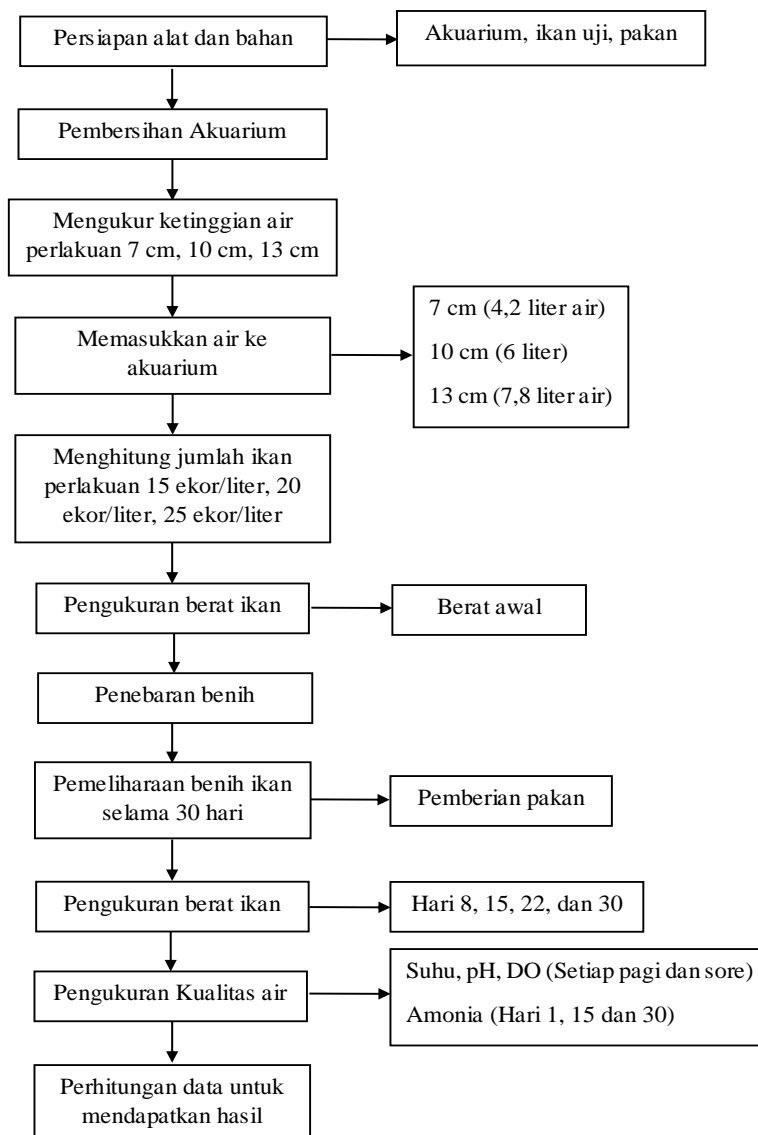 Persiapan alat dan bahan
Akuarium, ikan uji, pakan
Pembersihan Akuarium
Mengukur ketinggian air
perlakuan 7 cm, 10 cm, 13 cm
Memasukkan air ke
akuarium
7 cm (4,2 liter air)
10 cm (6 liter)
13 cm (7,8 liter air)
Menghitung jumlah ikan
perlakuan 15 ekor/liter, 20
ekor/liter, 25 ekor/liter
Pengukuran berat ikan
Berat awal
Penebaran benih
Pemeliharaan benih ikan
selama 30 hari
Pemberian pakan
Pengukuran berat ikan
Hari 8, 15, 22, dan 30
Pengukuran Kualitas air
Suhu, pH, DO (Setiap pagi dan sore)
Amonia (Hari 1, 15 dan 30)
Perhitungan data untuk
mendapatkan hasil